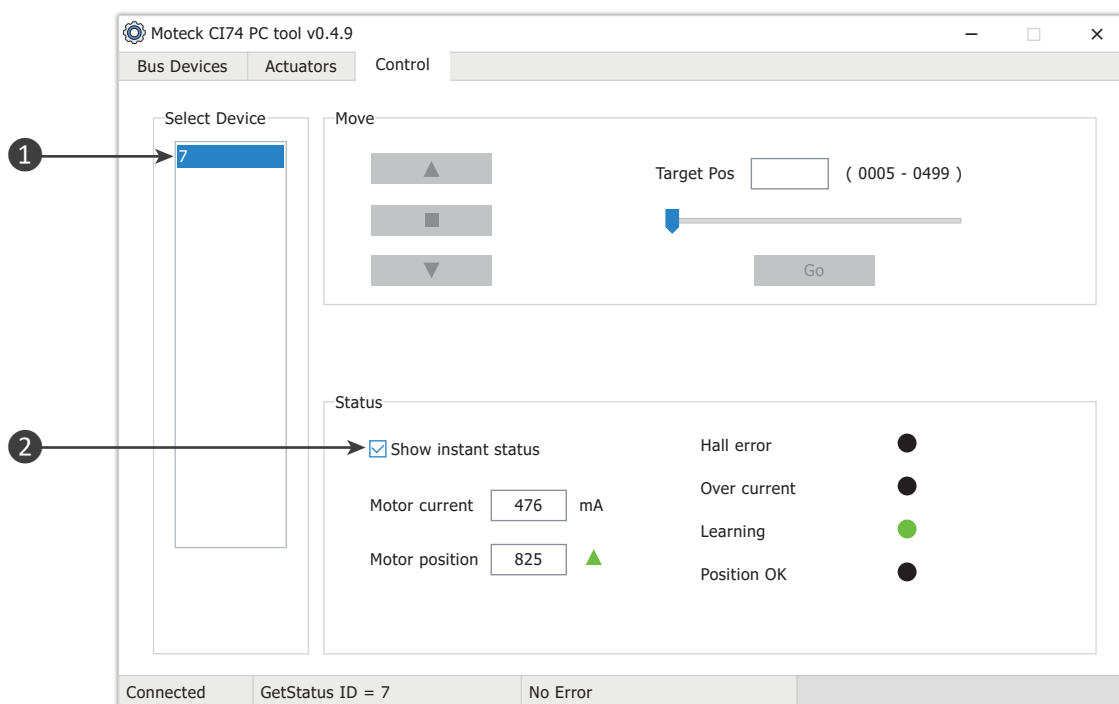 Moteck CI74 PC tool v0.4.9
Bus Devices Actuators Control
Select Device
Move
1
7
Target Pos ( 0005 - 0499 )
Go
Status
2
Show instant status
Hall error
Over current
Motor current 476 mA
Learning
Motor position 825
Position OK
Connected GetStatus ID = 7 No Error